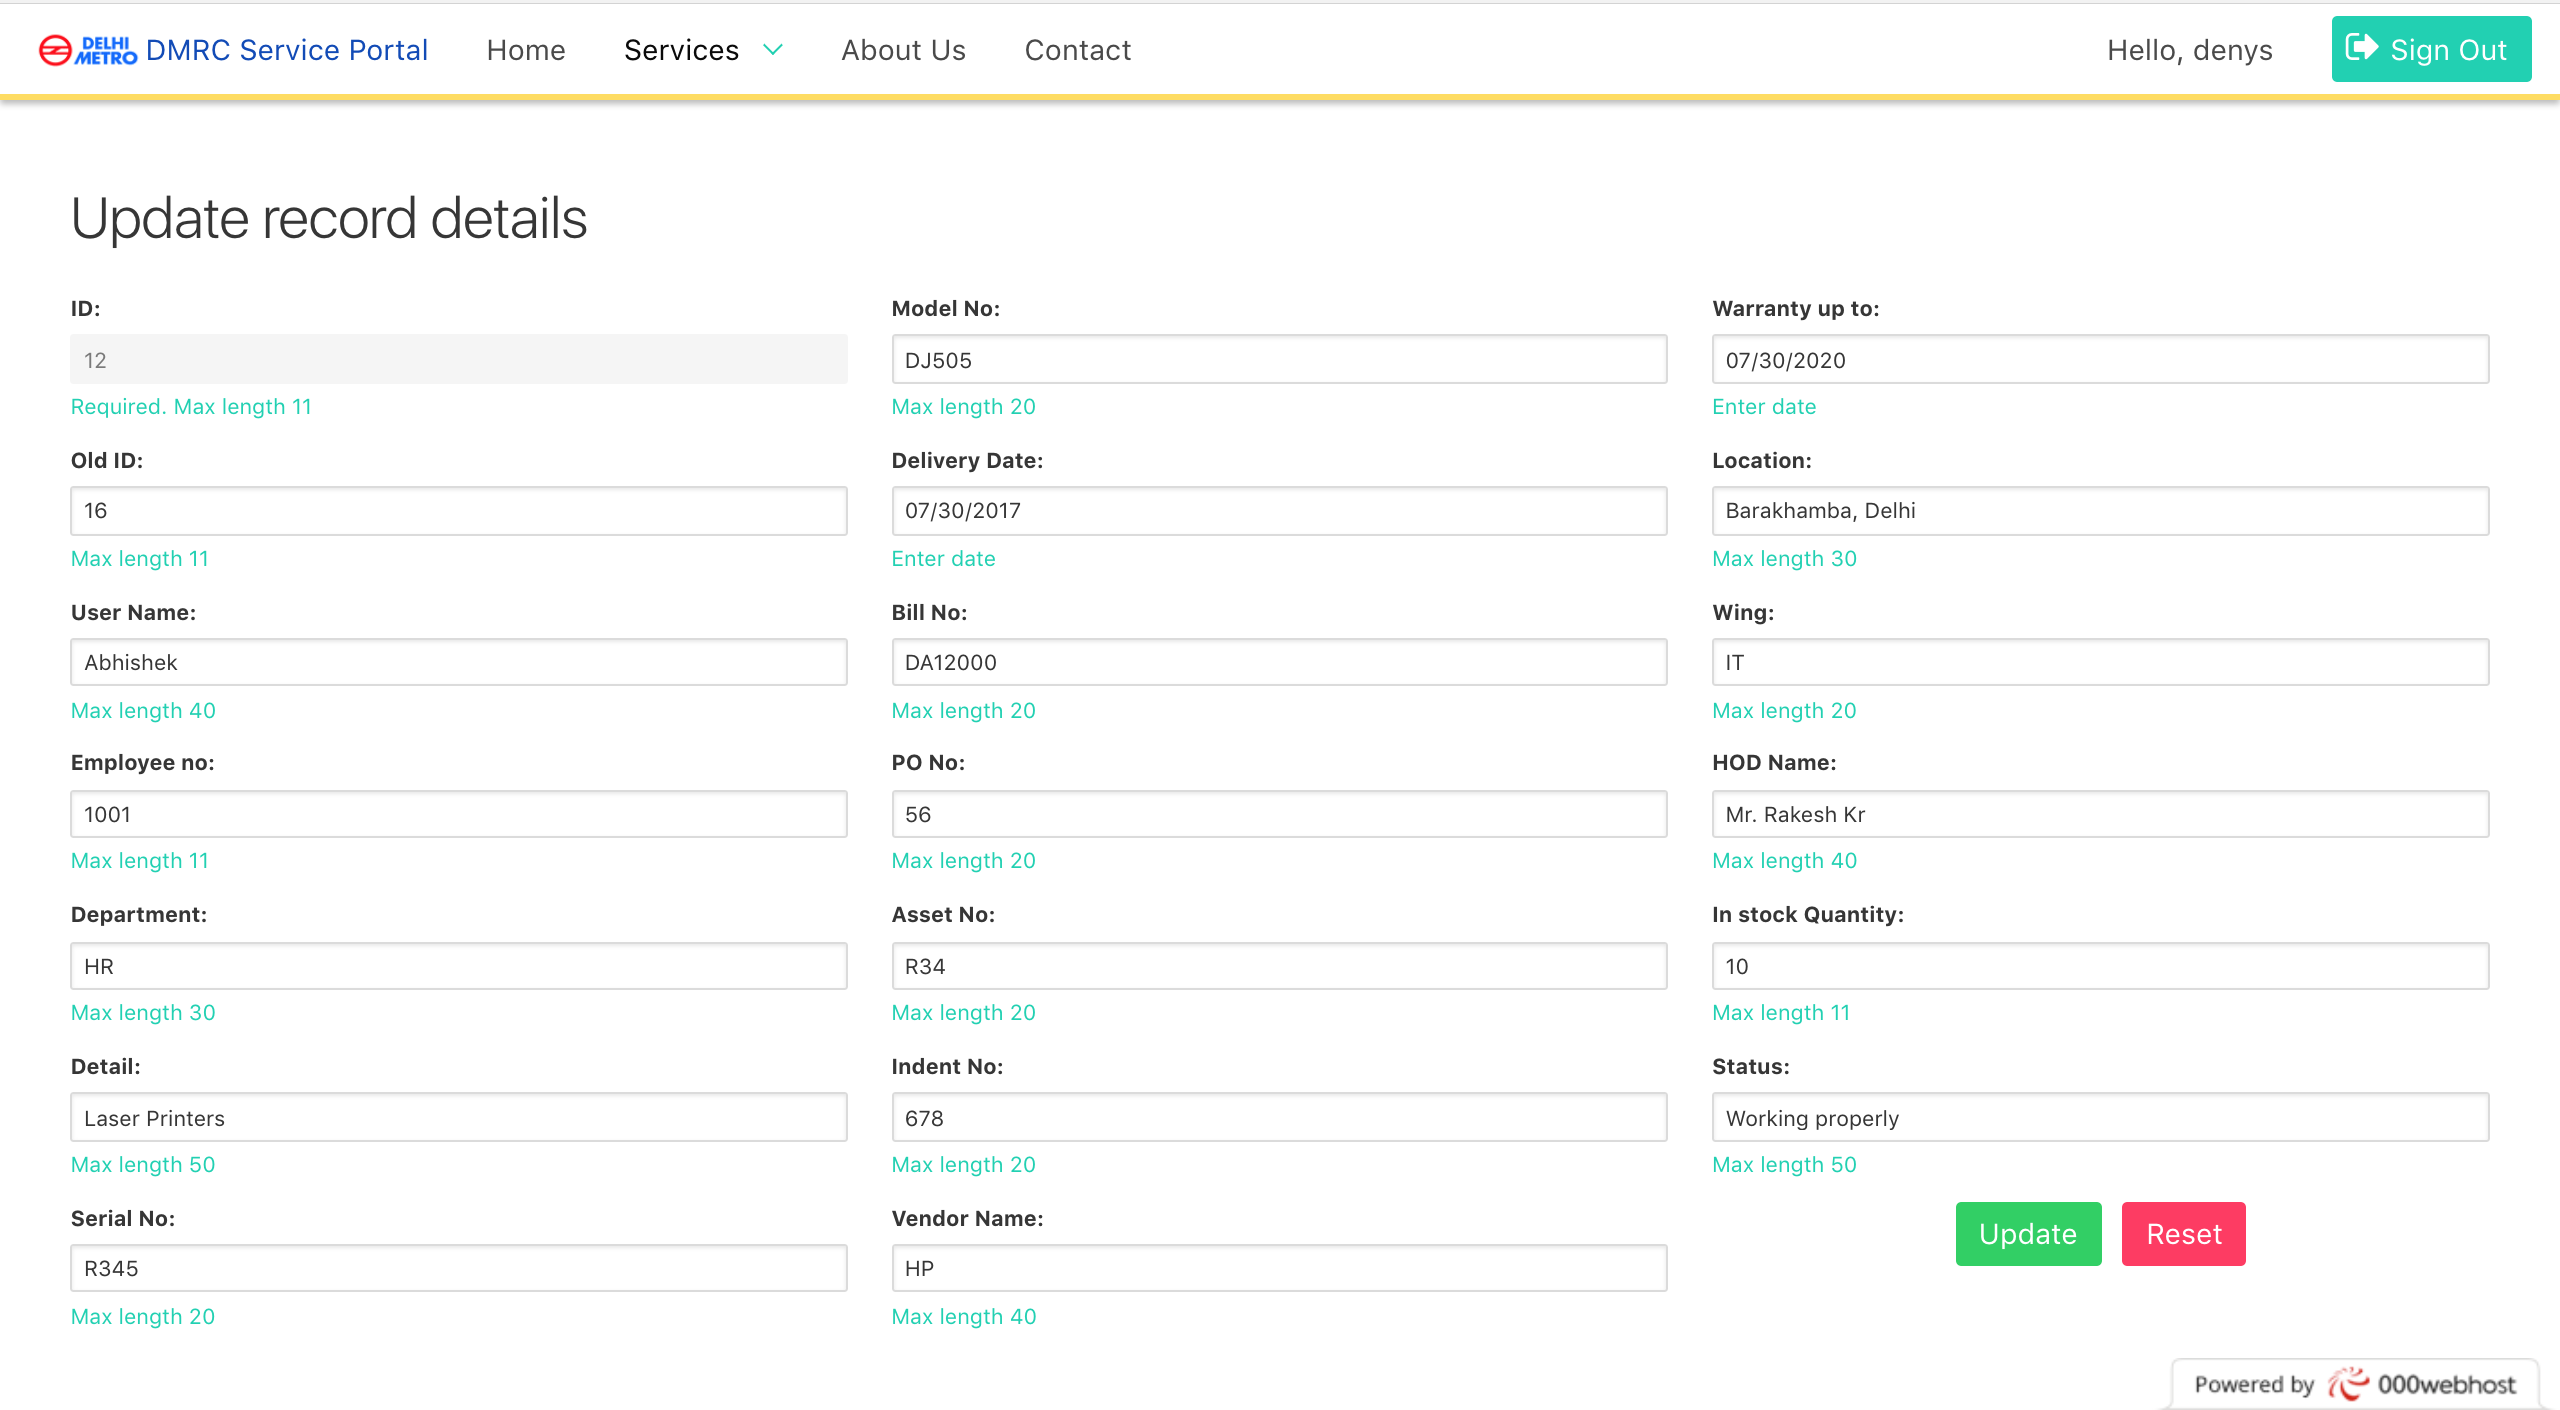 DELHI METRO DMRC Service Portal Home Services About Us Contact Hello, denys Sign Out
Update record details
ID: Model No: Warranty up to:
12 DJ505 07/30/2020
Required. Max length 11 Max length 20 Enter date
Old ID: Delivery Date: Location:
16 07/30/2017 Barakhamba, Delhi
Max length 11 Enter date Max length 30
User Name: Bill No: Wing:
Abhishek DA12000 IT
Max length 40 Max length 20 Max length 20
Employee no: PO No: HOD Name:
1001 56 Mr. Rakesh Kr
Max length 11 Max length 20 Max length 40
Department: Asset No: In stock Quantity:
HR R34 10
Max length 30 Max length 20 Max length 11
Detail: Indent No: Status:
Laser Printers 678 Working properly
Max length 50 Max length 20 Max length 50
Serial No: Vendor Name: Update Reset
R345 HP
Max length 20 Max length 40
Powered by 000webhost